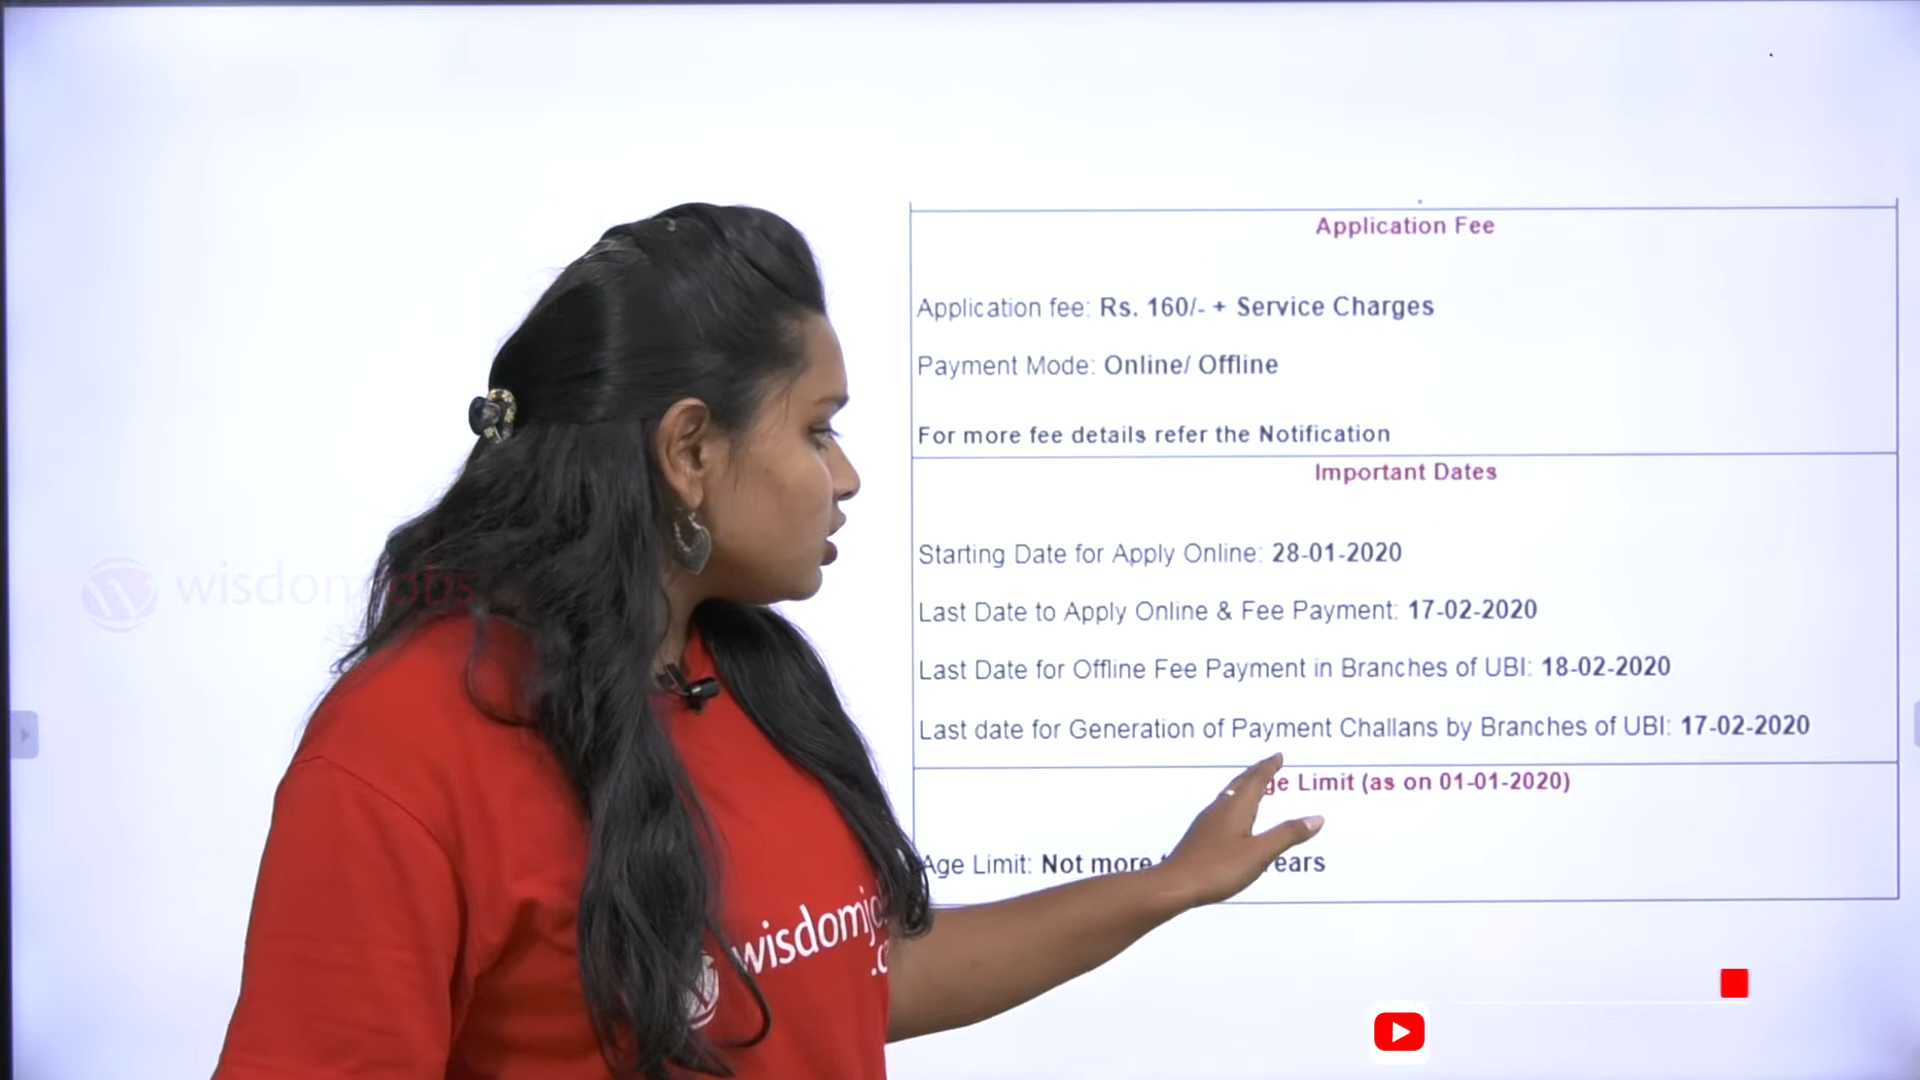 Application Fee
Application fee: Rs. 160/- + Service Charges
Payment Mode: Online/ Offline
For more fee details refer the Notification
Important Dates
Starting Date for Apply Online: 28-01-2020
Last Date to Apply Online & Fee Payment: 17-02-2020
Last Date for Offline Fee Payment in Branches of UBI: 18-02-2020
Last date for Generation of Payment Challans by Branches of UBI: 17-02-2020
Limit (as on 01-01-2020)
Age Limit: Not more
wisdomjobs